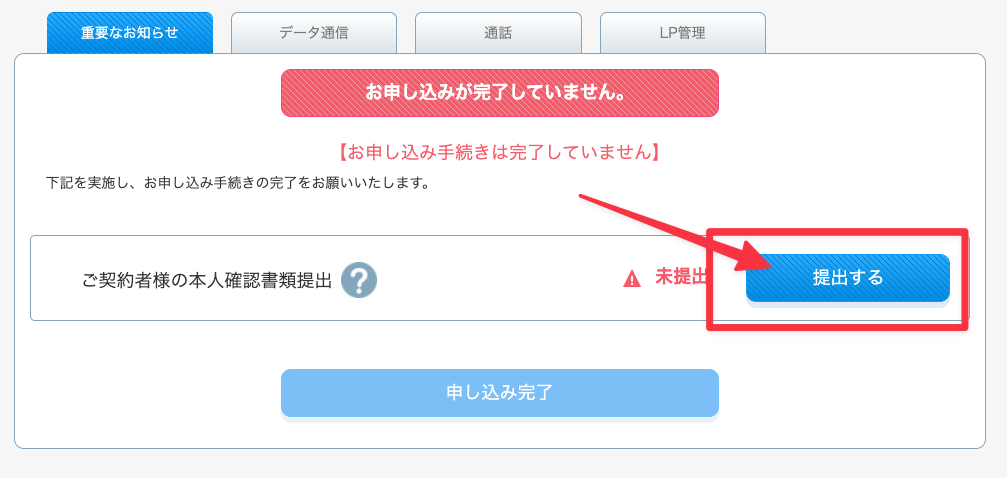 重要なお知らせ
データ通信
通話
LP管理
お申し込みが完了していません。
【お申し込み手続きは完了していません】
下記を実施し、お申し込み手続きの完了をお願いいたします。
ご契約者様の本人確認書類提出 ?
未提出
提出する
申し込み完了